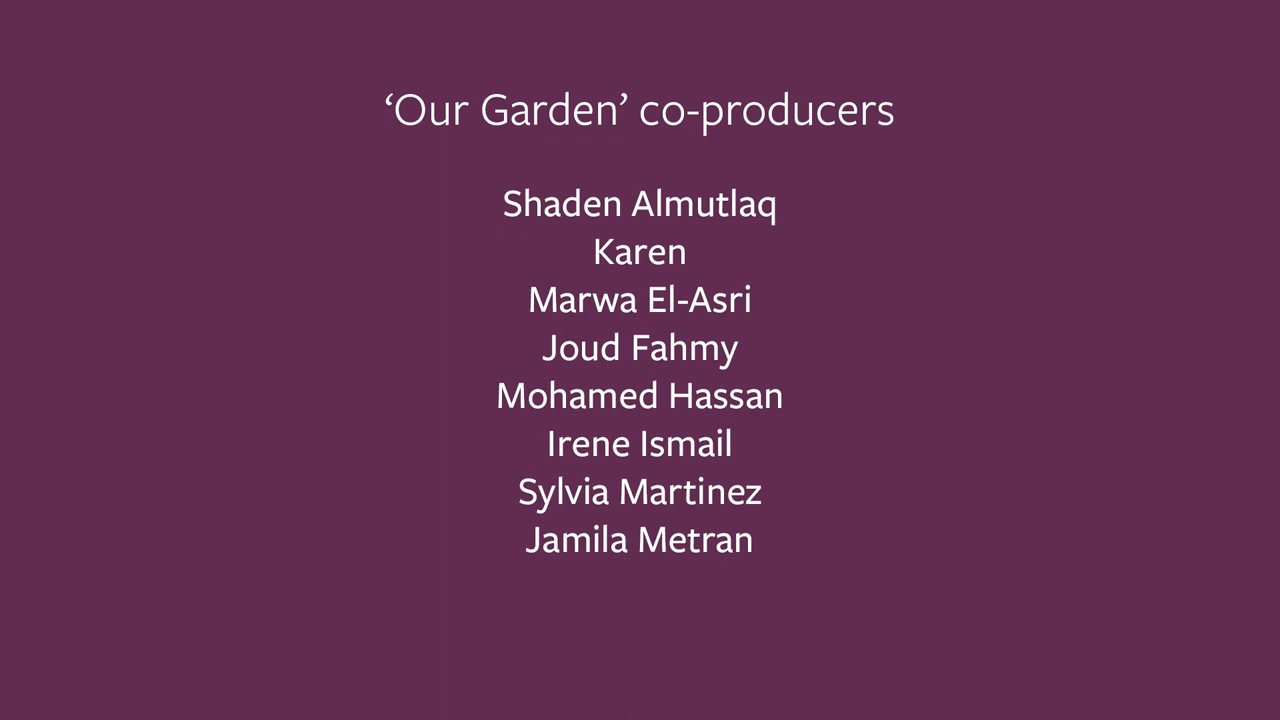 ‘Our Garden’ co-producers
Shaden Almutlaq
Karen
Marwa El-Asri
Joud Fahmy
Mohamed Hassan
Irene Ismail
Sylvia Martinez
Jamila Metran